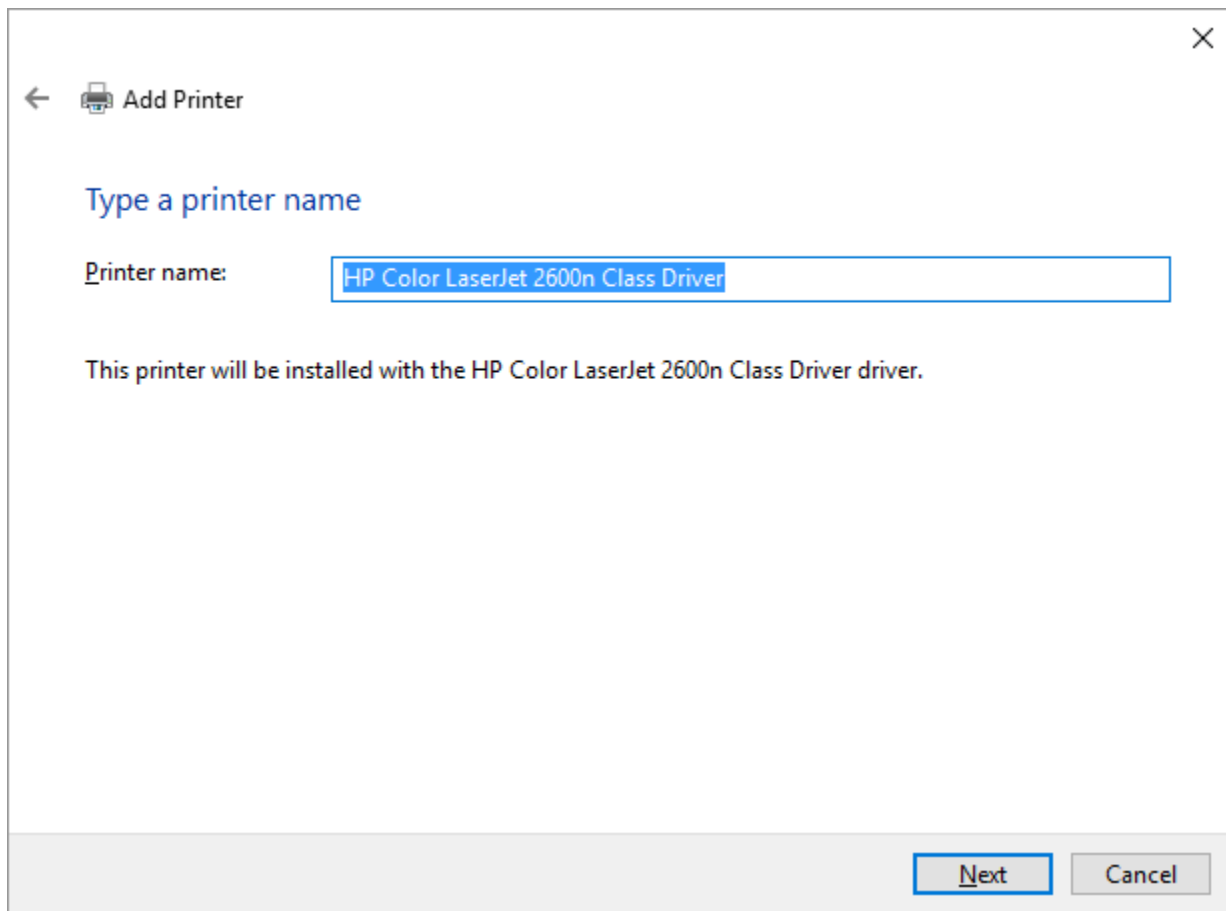 Add Printer
Type a printer name
Printer name:
HP Color LaserJet 2600n Class Driver
This printer will be installed with the HP Color LaserJet 2600n Class Driver driver.
Next
Cancel